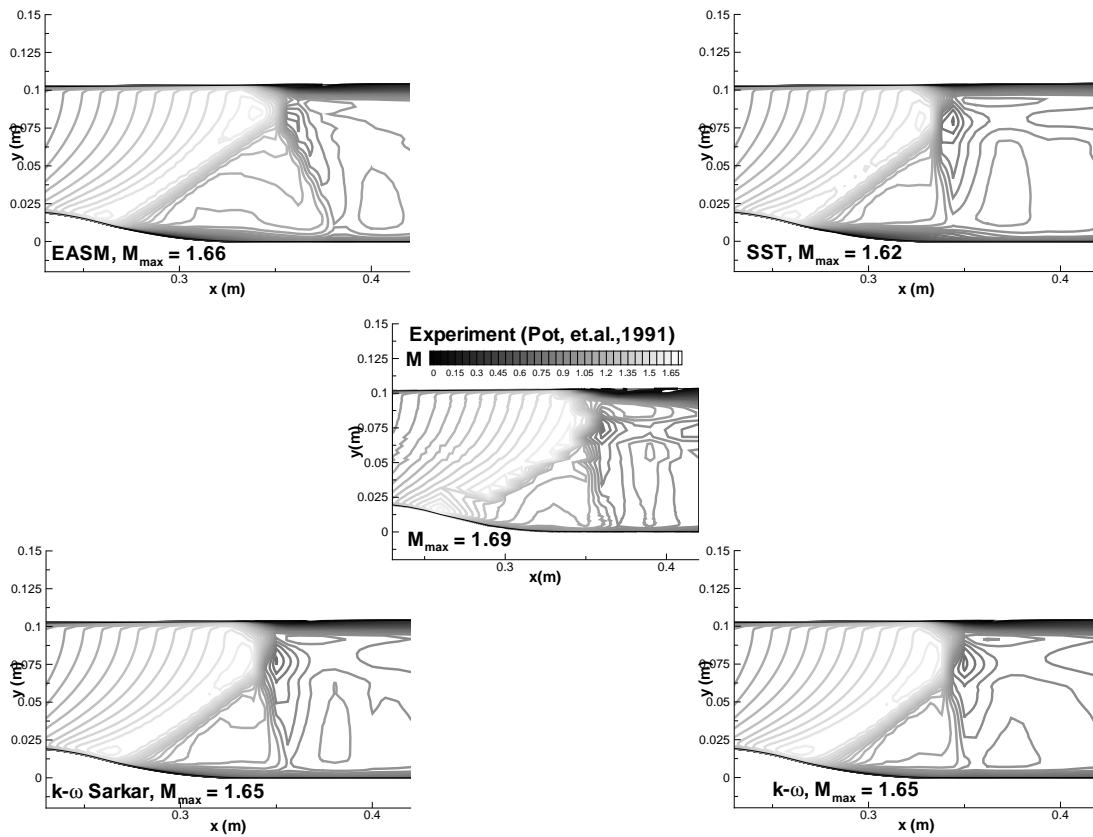 0.15
0.125
0.1
0.075
0.05
0.025
0
y (m)
EASM, Mmax = 1.66
0.3
0.4
x (m)
0.15
0.125
0.1
0.075
0.05
0.025
0
y (m)
SST, Mmax = 1.62
0.3
0.4
x (m)
0.15
0.125
0.1
0.075
0.05
0.025
0
y(m)
Experiment (Pot, et.al.,1991)
M
0 0.15 0.3 0.45 0.6 0.75 0.9 1.05 1.2 1.35 1.5 1.65
Mmax = 1.69
0.3
0.4
x(m)
0.15
0.125
0.1
0.075
0.05
0.025
0
y (m)
k-ω Sarkar, Mmax = 1.65
0.3
0.4
x (m)
0.15
0.125
0.1
0.075
0.05
0.025
0
y (m)
k-ω, Mmax = 1.65
0.3
0.4
x (m)